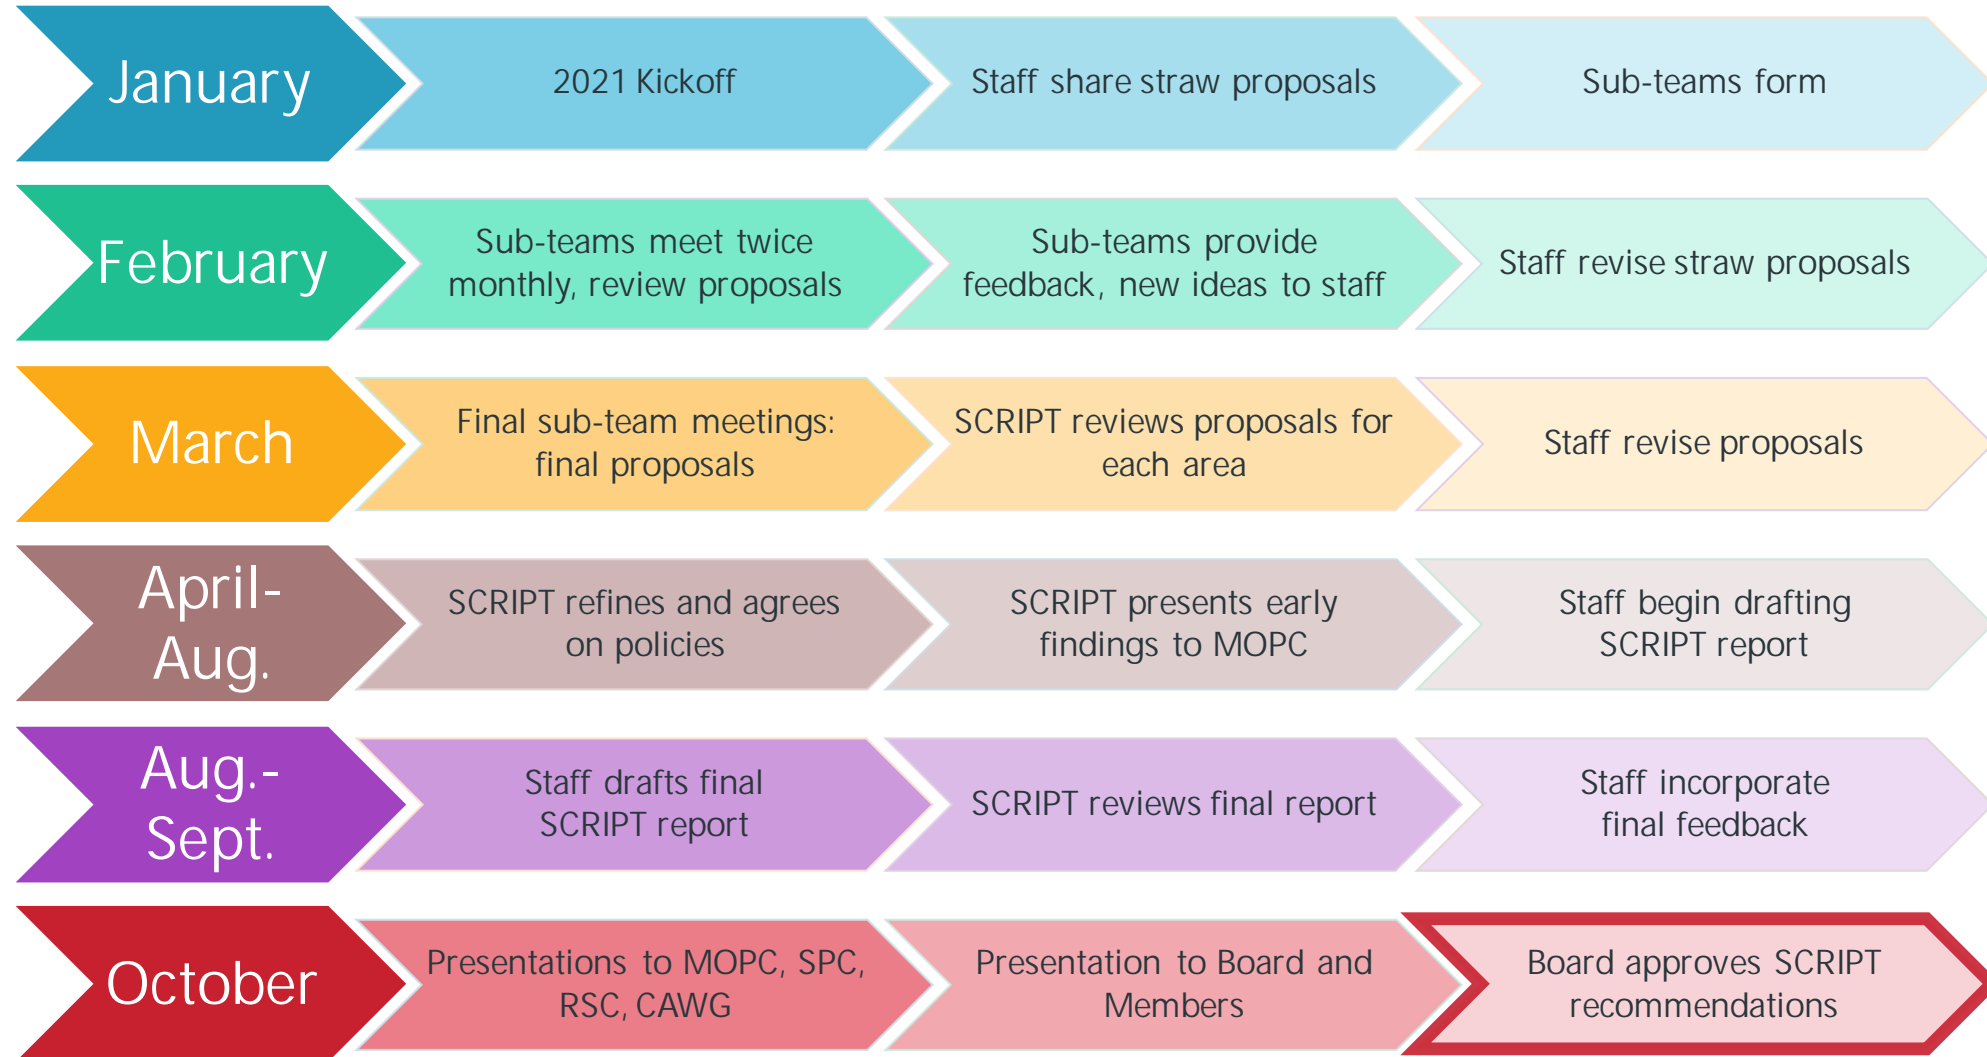 January
2021 Kickoff
Staff share straw proposals
Sub-teams form
February
Sub-teams meet twice
monthly, review proposals
Sub-teams provide
feedback, new ideas to staff
Staff revise straw proposals
March
Final sub-team meetings:
final proposals
SCRIPT reviews proposals for
each area
Staff revise proposals
April-
Aug.
SCRIPT refines and agrees
on policies
SCRIPT presents early
findings to MOPC
Staff begin drafting
SCRIPT report
Aug.-
Sept.
Staff drafts final
SCRIPT report
SCRIPT reviews final report
Staff incorporate
final feedback
October
Presentations to MOPC, SPC,
RSC, CAWG
Presentation to Board and
Members
Board approves SCRIPT
recommendations